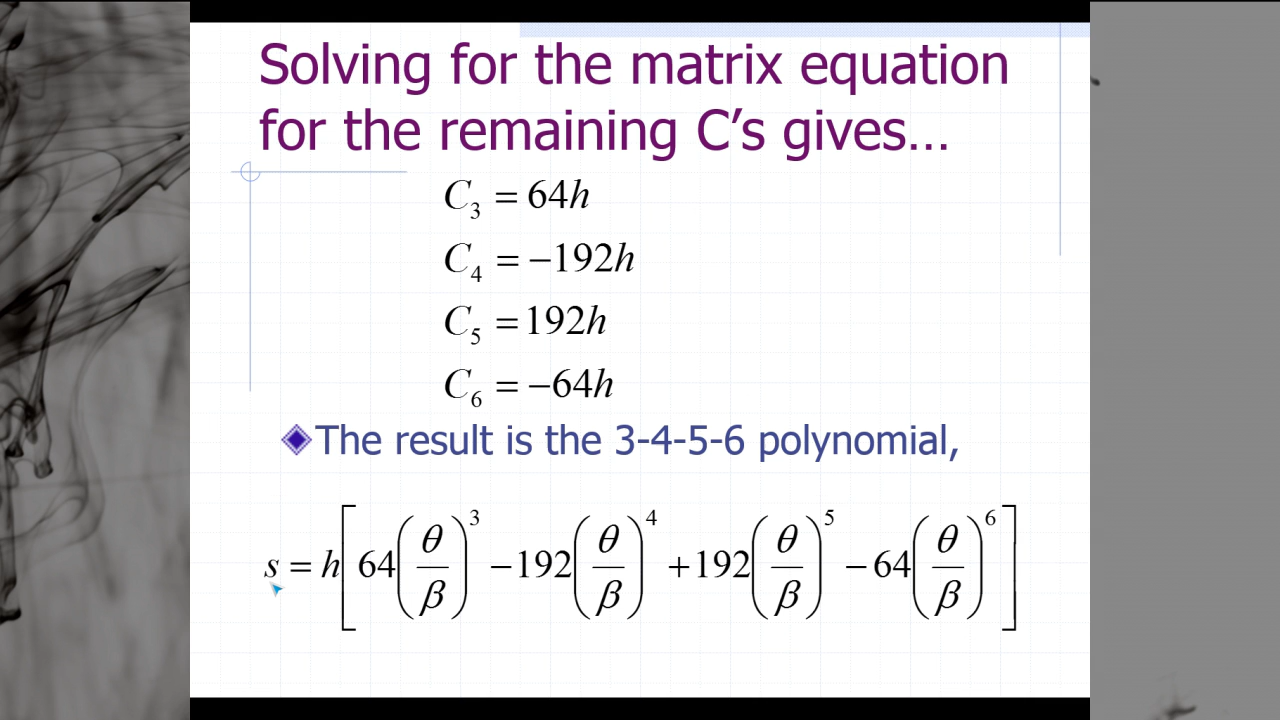 Solving for the matrix equation
for the remaining C’s gives…
C₃ = 64h
C₄ = −192h
C₅ = 192h
C₆ = −64h
The result is the 3-4-5-6 polynomial,
s = h[64(θ/β)³ − 192(θ/β)⁴ + 192(θ/β)⁵ − 64(θ/β)⁶]